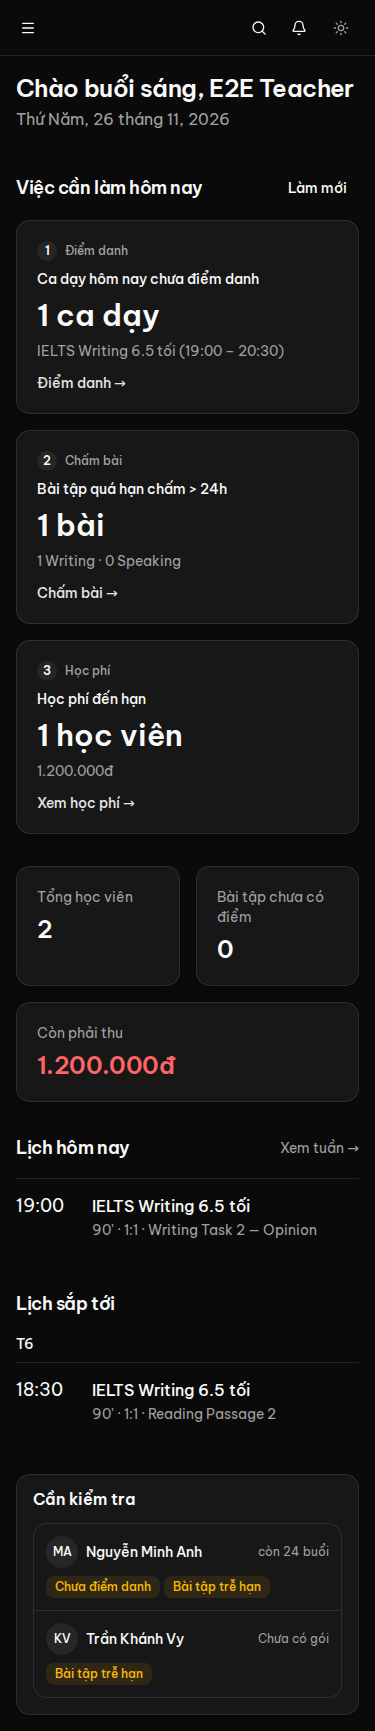 Chào buổi sáng, E2E Teacher
Thứ Năm, 26 tháng 11, 2026
Việc cần làm hôm nay
Làm mới
1 Điểm danh
Ca dạy hôm nay chưa điểm danh
1 ca dạy
IELTS Writing 6.5 tối (19:00 – 20:30)
Điểm danh →
2 Chấm bài
Bài tập quá hạn chấm > 24h
1 bài
1 Writing · 0 Speaking
Chấm bài →
3 Học phí
Học phí đến hạn
1 học viên
1.200.000đ
Xem học phí →
Tổng học viên
2
Bài tập chưa có
điểm
0
Còn phải thu
1.200.000đ
Lịch hôm nay
Xem tuần →
19:00 IELTS Writing 6.5 tối
90' · 1:1 · Writing Task 2 — Opinion
Lịch sắp tới
T6
18:30 IELTS Writing 6.5 tối
90' · 1:1 · Reading Passage 2
Cần kiểm tra
MA Nguyễn Minh Anh còn 24 buổi
Chưa điểm danh Bài tập trễ hạn
KV Trần Khánh Vy Chưa có gói
Bài tập trễ hạn